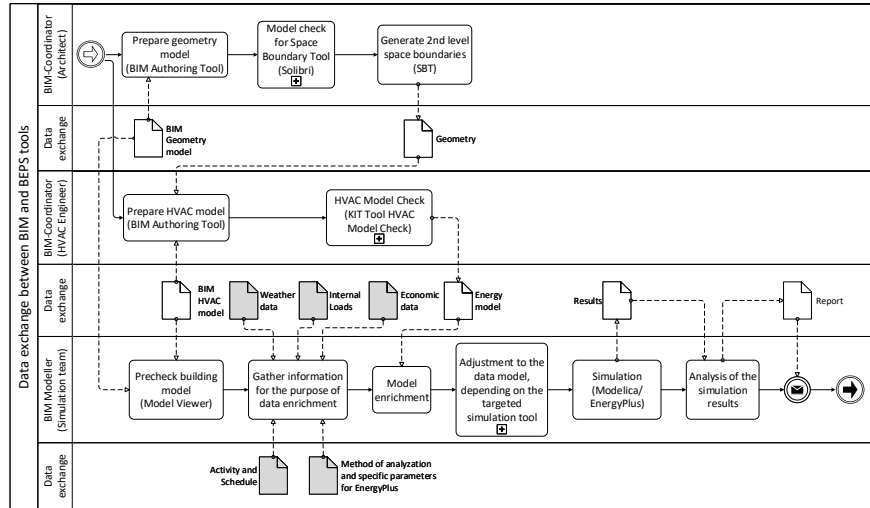 Data exchange between BIM and BEPS tools
BIM-Coordinator
(Architect)
Prepare geometry
model
(BIM Authoring Tool)
Model check
for Space
Boundary Tool
(Solibri)
Generate 2nd level
space boundaries
(SBT)
Data
exchange
BIM
Geometry
model
Geometry
BIM-Coordinator
(HVAC Engineer)
Prepare HVAC model
(BIM Authoring Tool)
HVAC Model Check
(KIT Tool HVAC
Model Check)
Data
exchange
BIM
HVAC
model
Weather
data
Internal
Loads
Economic
data
Energy
model
Results
Report
BIM Modeller
(Simulation team)
Precheck building
model
(Model Viewer)
Gather information
for the purpose of
data enrichment
Model
enrichment
Adjustment to the
data model,
depending on the
targeted
simulation tool
Simulation
(Modelica/
EnergyPlus)
Analysis of the
simulation
results
Data
exchange
Activity and
Schedule
Method of analyzation
and specific parameters
for EnergyPlus